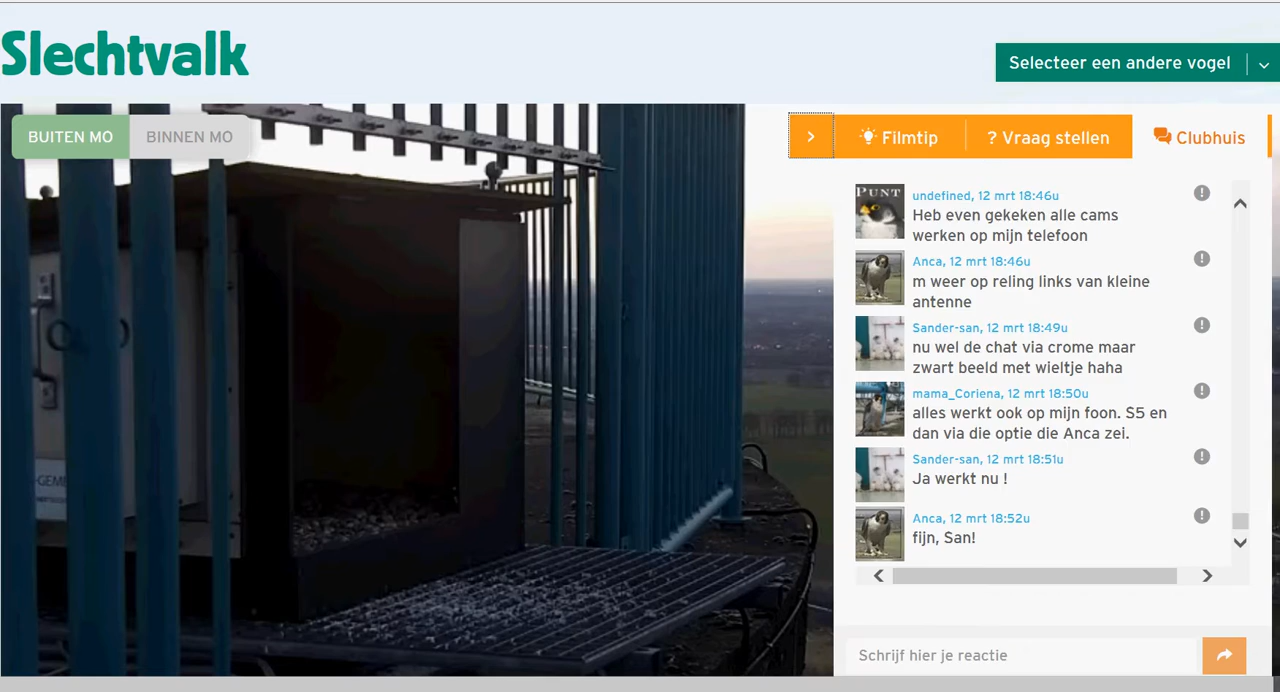 Slechtvalk
Selecteer een andere vogel
BUITEN MO
BINNEN MO
Filmtip
? Vraag stellen
Clubhuis
undefined, 12 mrt 18:46u
Heb even gekeken alle cams
werken op mijn telefoon
Anca, 12 mrt 18:46u
m weer op reling links van kleine
antenne
Sander-san, 12 mrt 18:49u
nu wel de chat via crome maar
zwart beeld met wieltje haha
mama_Coriena, 12 mrt 18:50u
alles werkt ook op mijn foon. S5 en
dan via die optie die Anca zei.
Sander-san, 12 mrt 18:51u
Ja werkt nu !
Anca, 12 mrt 18:52u
fijn, San!
Schrijf hier je reactie
PUNT
-GEME